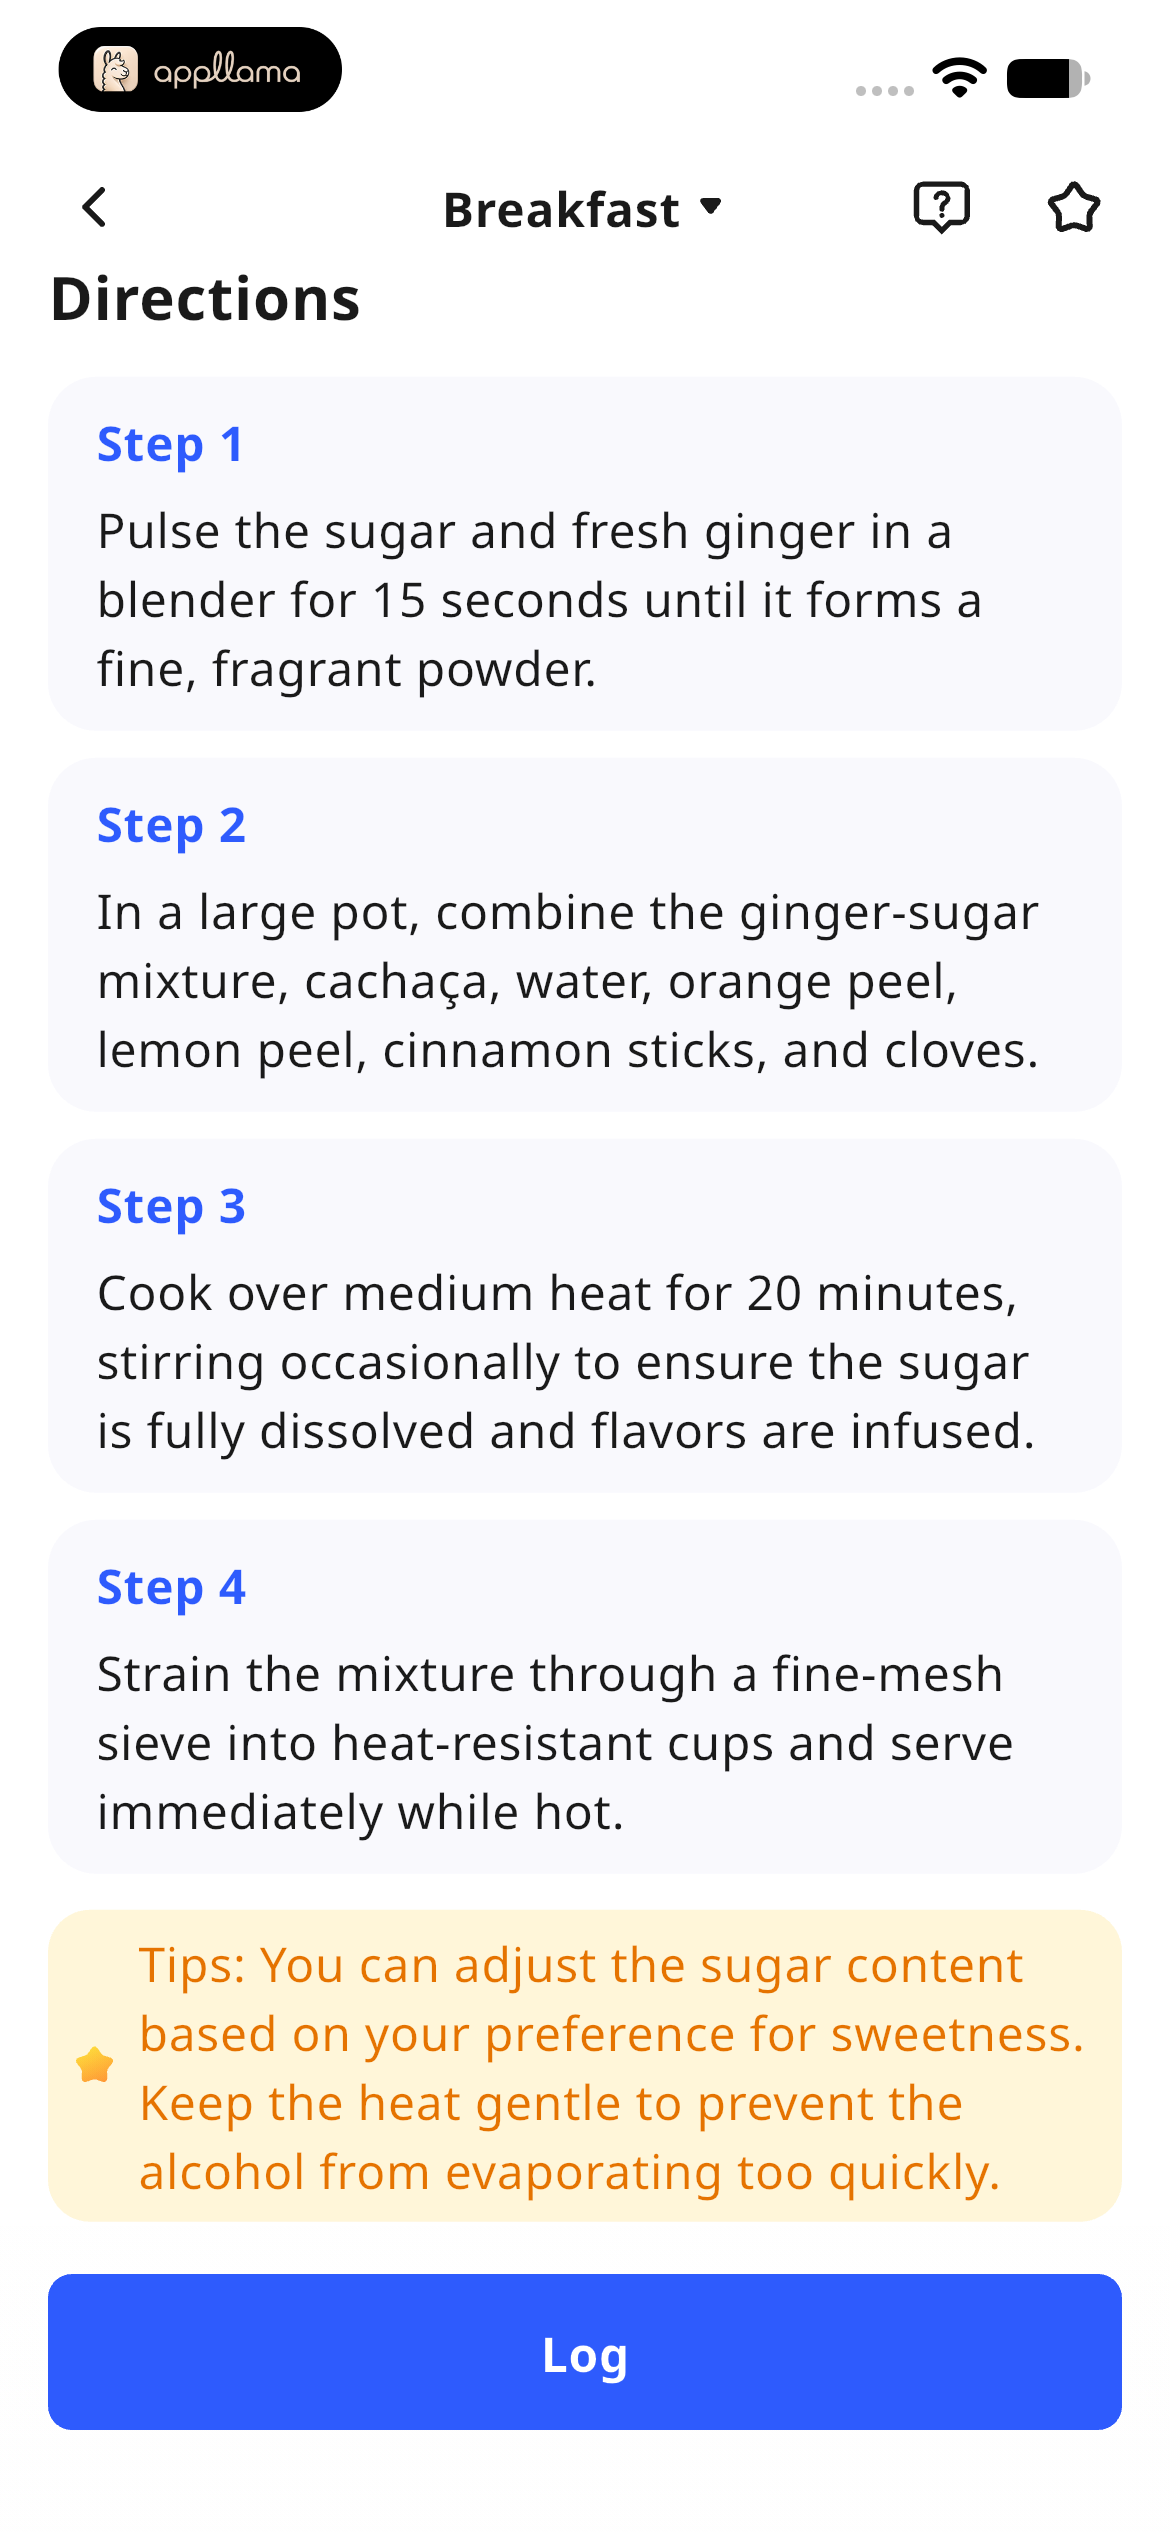 appllama
Breakfast
Directions
Step 1
Pulse the sugar and fresh ginger in a
blender for 15 seconds until it forms a
fine, fragrant powder.
Step 2
In a large pot, combine the ginger-sugar
mixture, cachaça, water, orange peel,
lemon peel, cinnamon sticks, and cloves.
Step 3
Cook over medium heat for 20 minutes,
stirring occasionally to ensure the sugar
is fully dissolved and flavors are infused.
Step 4
Strain the mixture through a fine-mesh
sieve into heat-resistant cups and serve
immediately while hot.
Tips: You can adjust the sugar content
based on your preference for sweetness.
Keep the heat gentle to prevent the
alcohol from evaporating too quickly.
Log